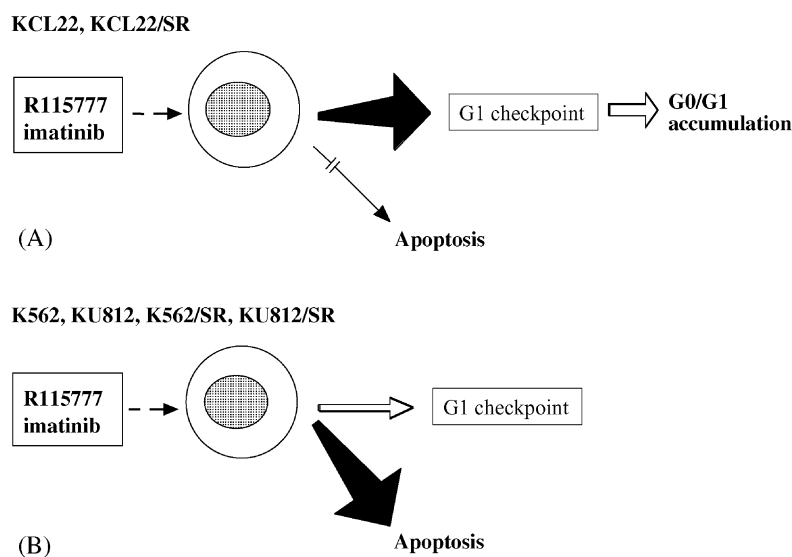 KCL22, KCL22/SR
R115777
imatinib
G1 checkpoint
G0/G1
accumulation
Apoptosis
(A)
K562, KU812, K562/SR, KU812/SR
R115777
imatinib
G1 checkpoint
Apoptosis
(B)